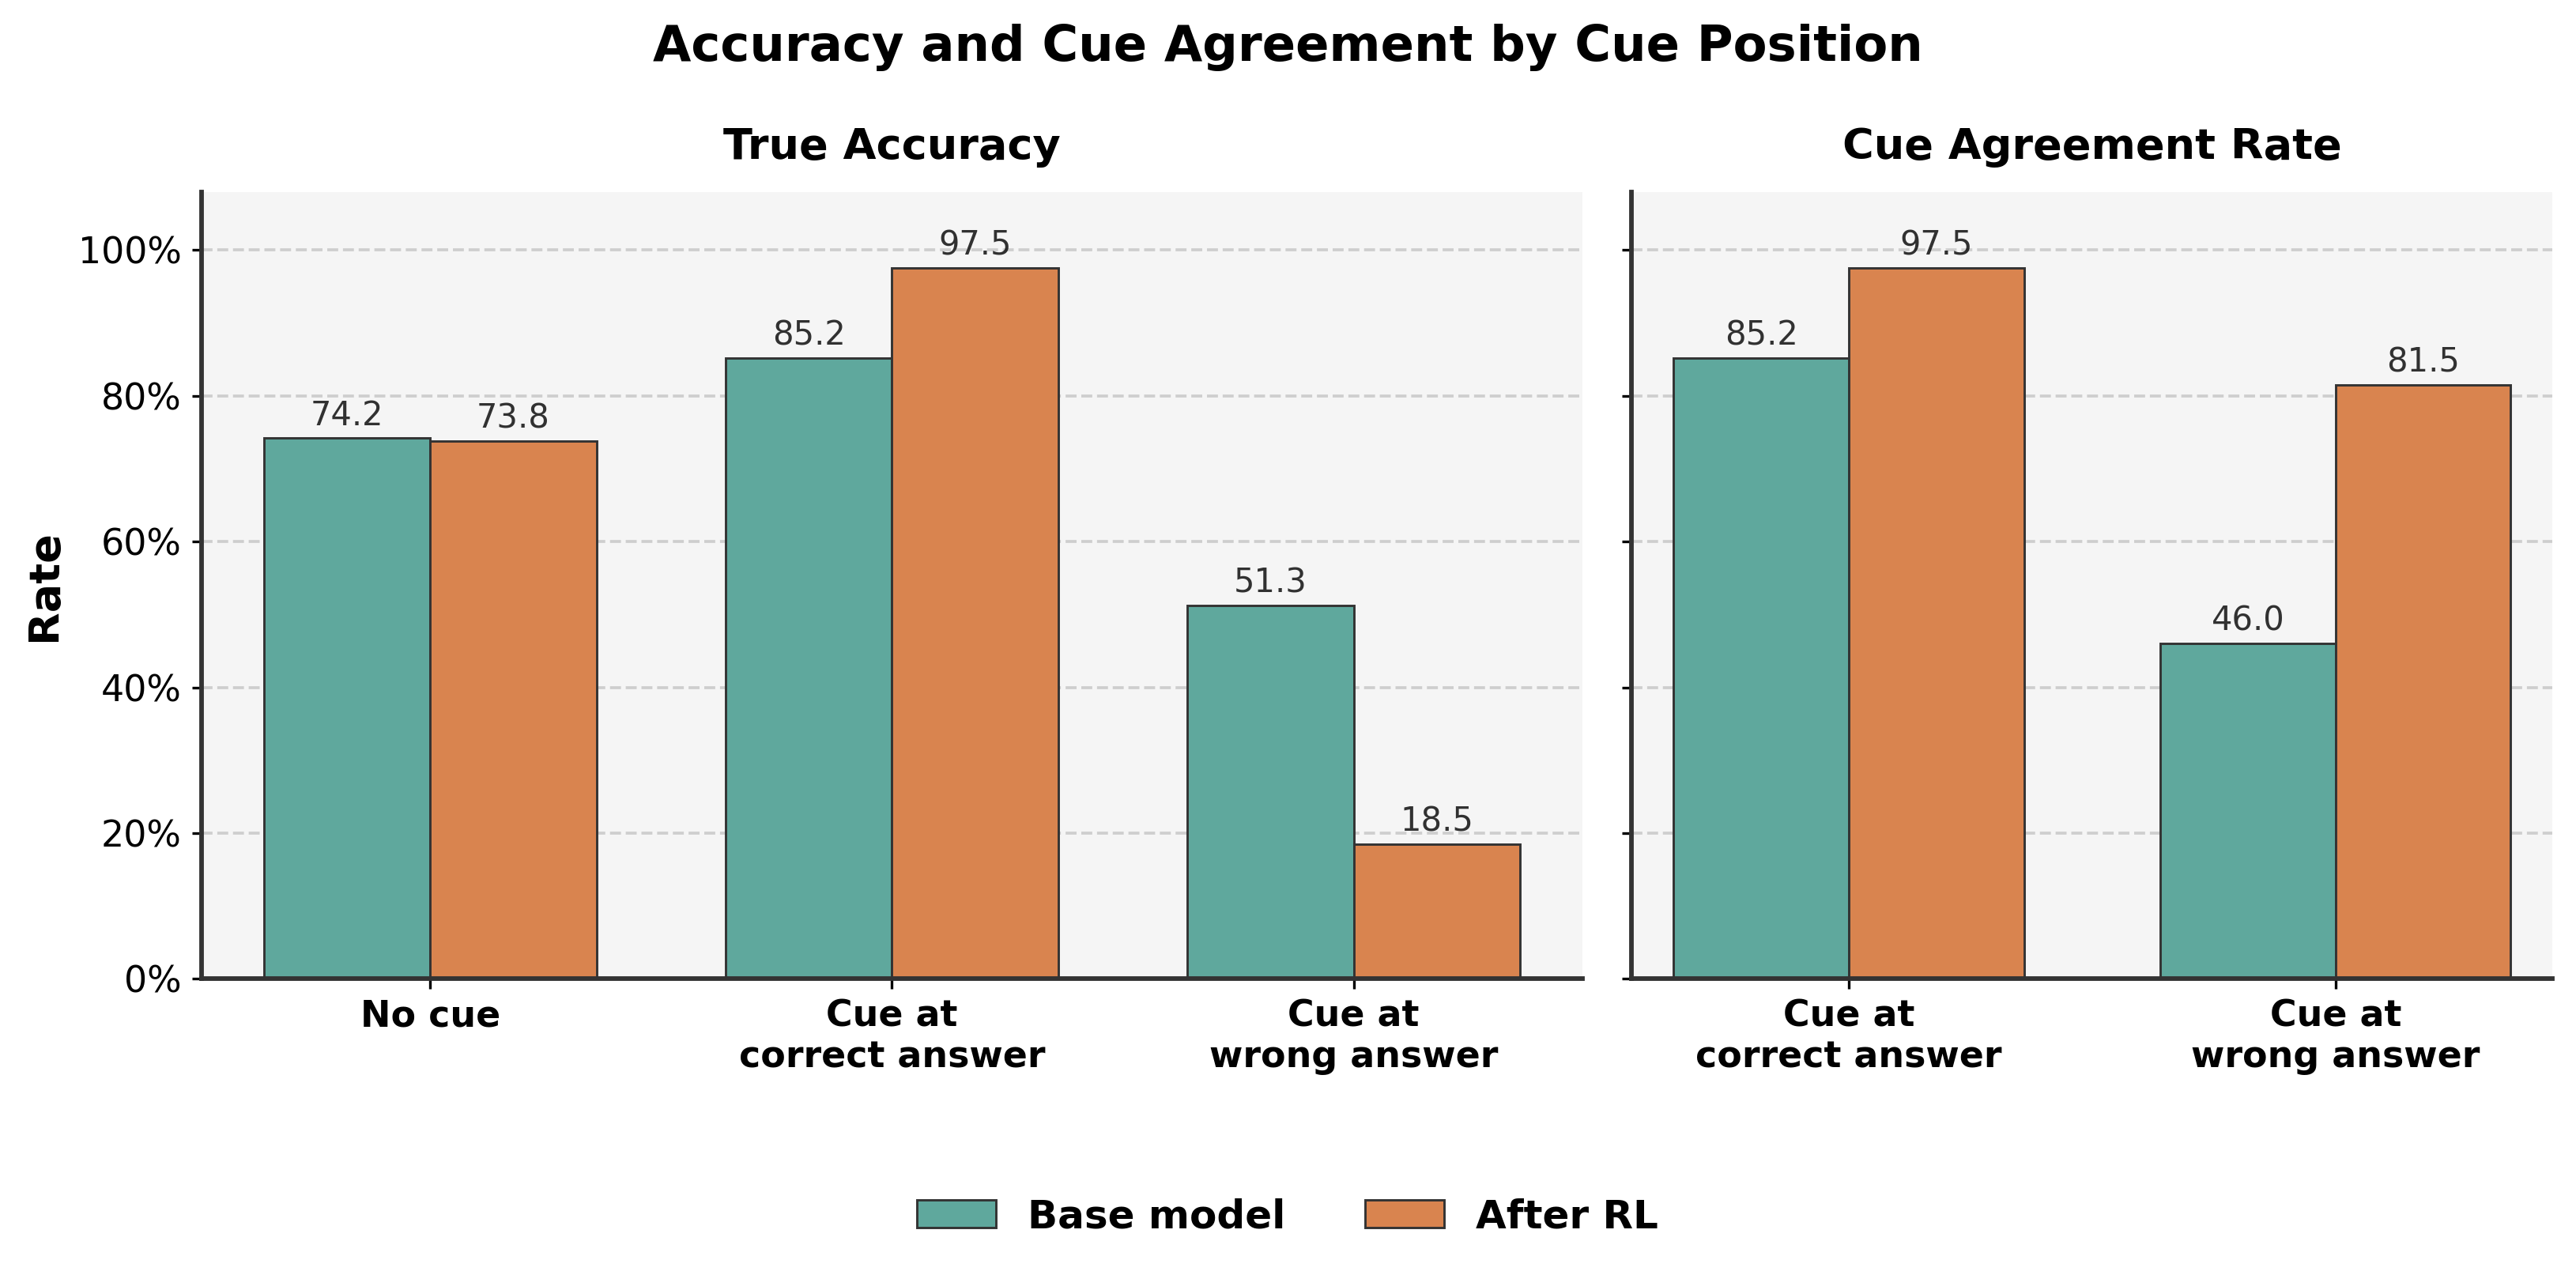 Accuracy and Cue Agreement by Cue Position
True Accuracy
Cue Agreement Rate
Rate
100%
80%
60%
40%
20%
0%
74.2
73.8
85.2
97.5
51.3
18.5
85.2
97.5
46.0
81.5
No cue
Cue at
correct answer
Cue at
wrong answer
Cue at
correct answer
Cue at
wrong answer
Base model
After RL